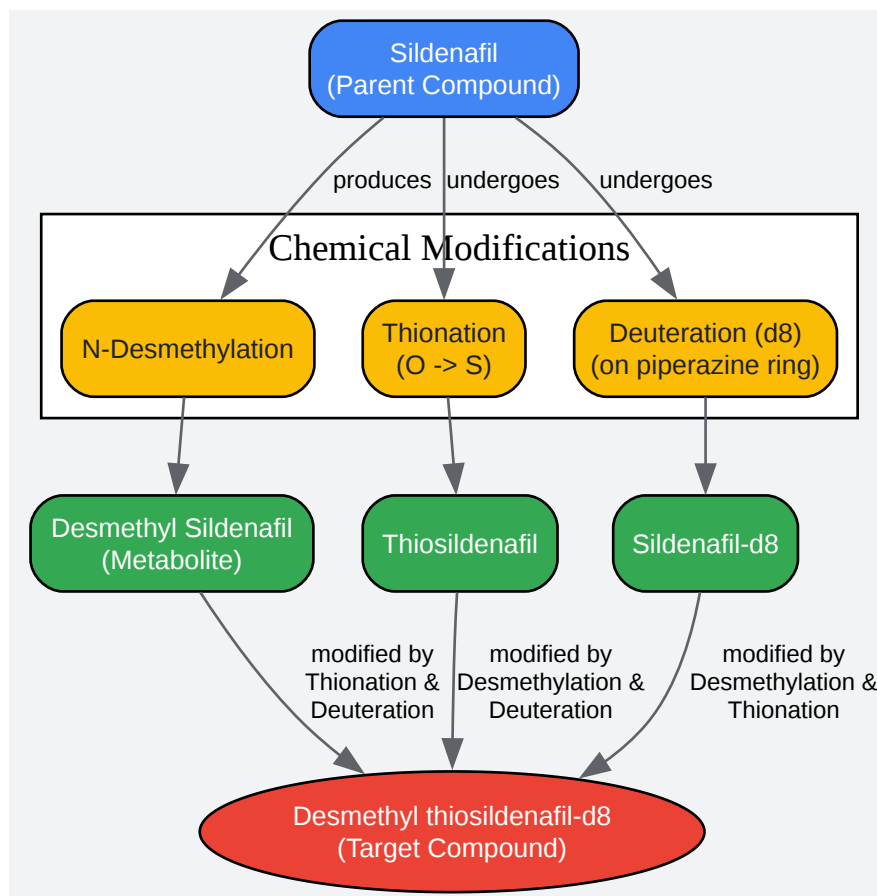 Sildenafil
(Parent Compound)
produces
undergoes
undergoes
Chemical Modifications
N-Desmethylation
Thionation
(O -> S)
Deuteration (d8)
(on piperazine ring)
Desmethyl Sildenafil
(Metabolite)
Thiosildenafil
Sildenafil-d8
modified by
Thionation &
Deuteration
modified by
Desmethylation &
Deuteration
modified by
Desmethylation &
Thionation
Desmethyl thiosildenafil-d8
(Target Compound)